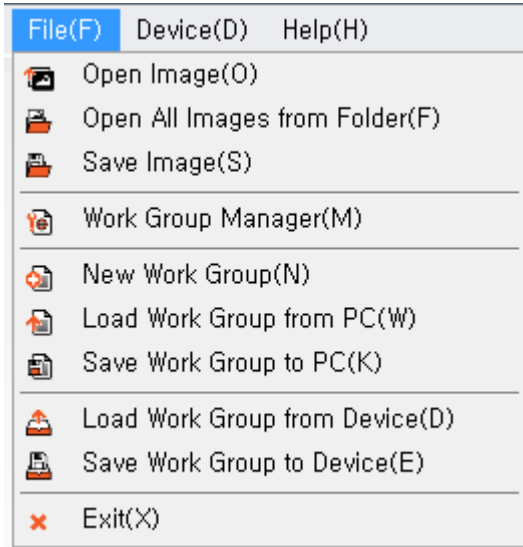 File(F) Device(D) Help(H)
Open Image(O)
Open All Images from Folder(F)
Save Image(S)
Work Group Manager(M)
New Work Group(N)
Load Work Group from PC(W)
Save Work Group to PC(K)
Load Work Group from Device(D)
Save Work Group to Device(E)
Exit(X)